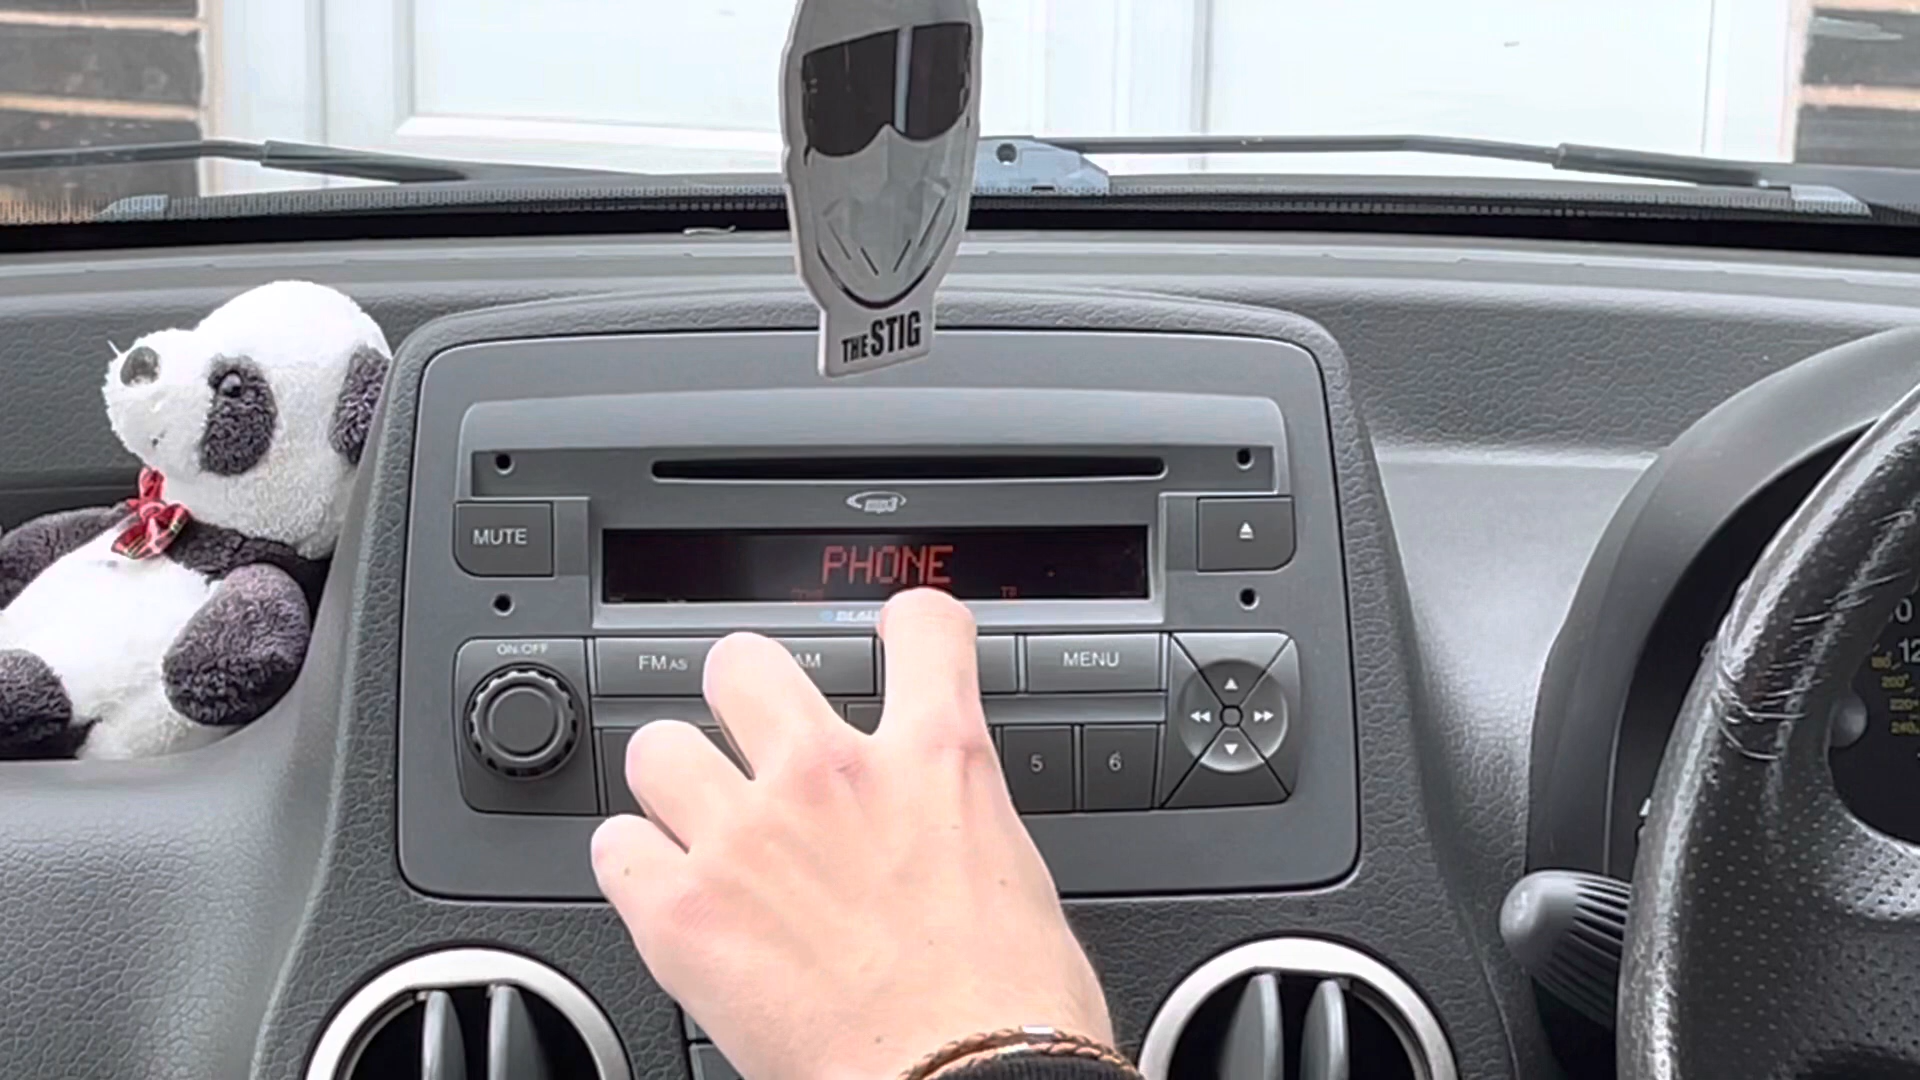 THE STIG
mp3
MUTE
PHONE
ON/OFF
FM AS
AM
MENU
5
6